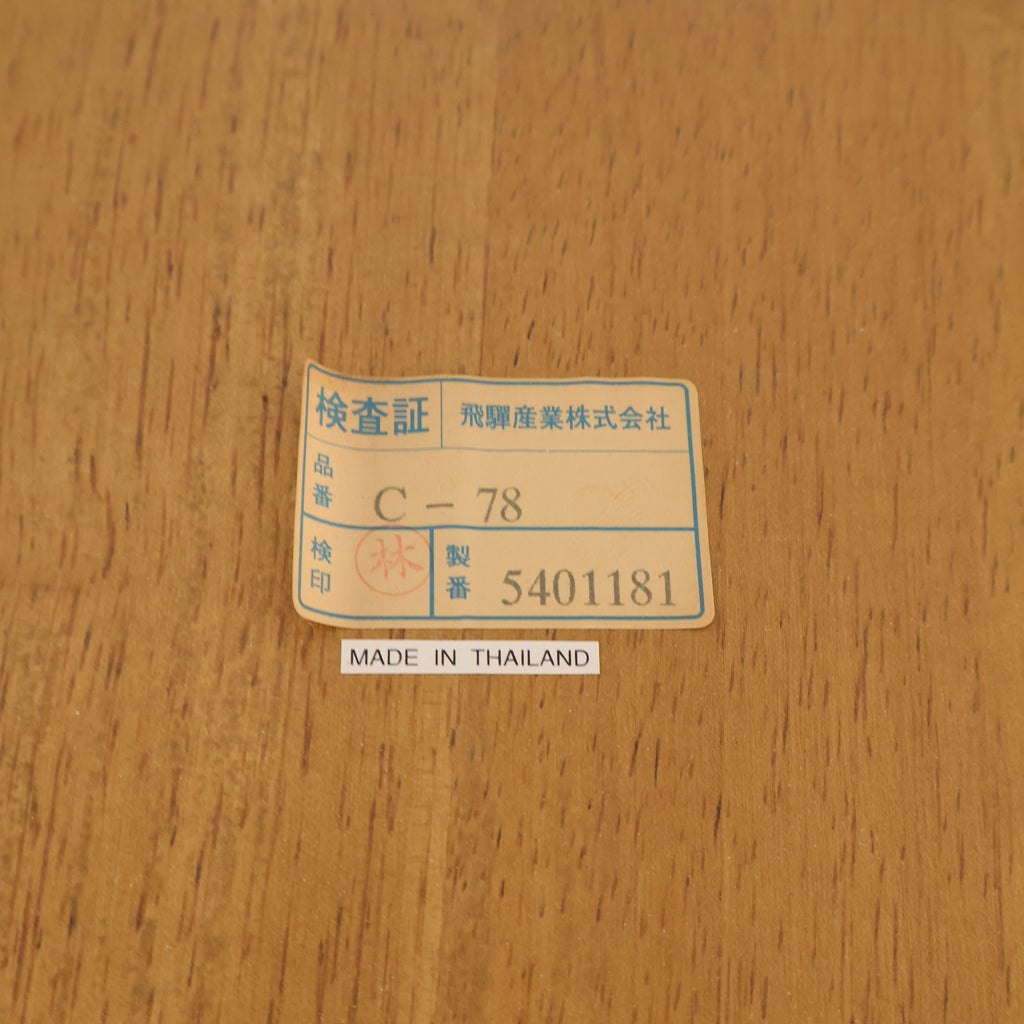 検査証 飛驒産業株式会社
品番 C - 78
検印 林 製番 5401181
MADE IN THAILAND